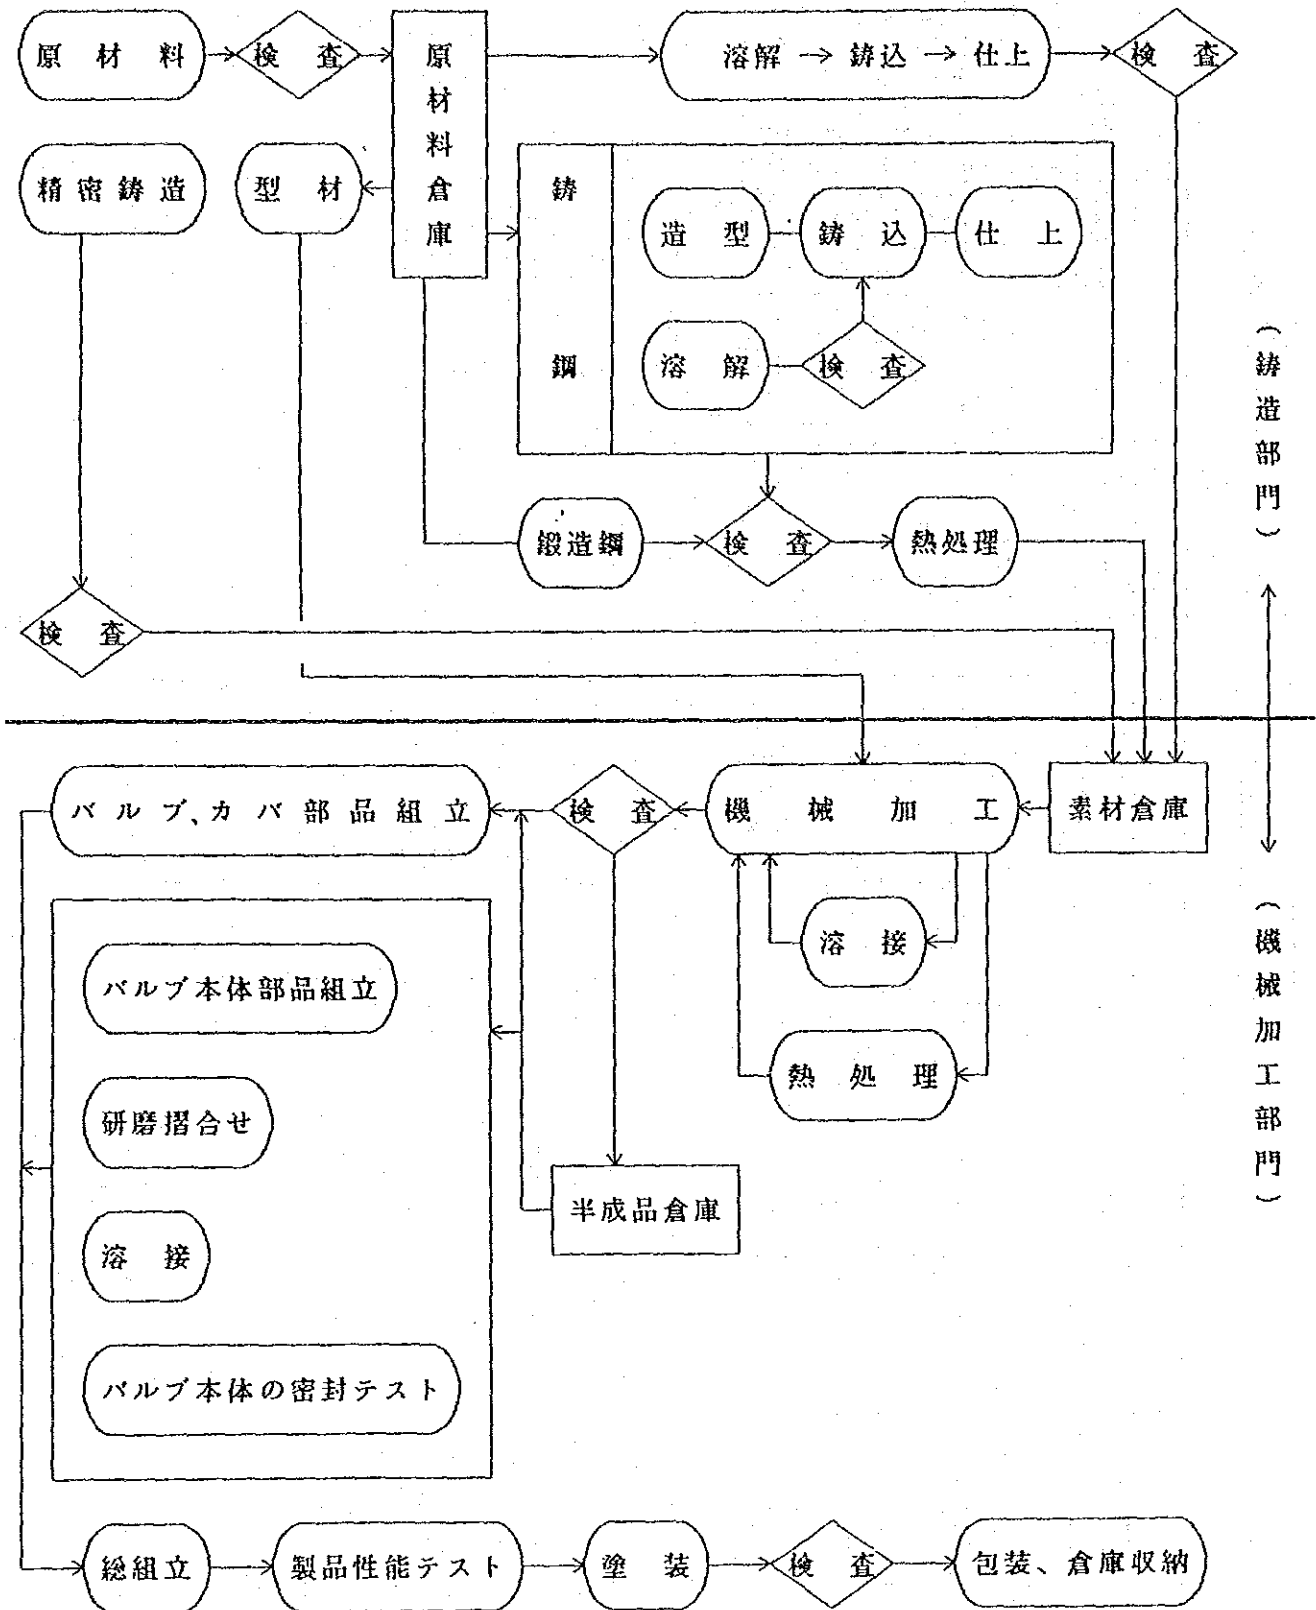 原材料
検査
原材料倉庫
溶解 → 鋳込 → 仕上
検査
精密鋳造
型材
鋳鋼
造型
鋳込
仕上
溶解
検査
(鋳造部門)
鍛造鋼
検査
熱処理
検査
バルブ、カバ部品組立
検査
機械加工
素材倉庫
溶接
(機械加工部門)
バルブ本体部品組立
熱処理
研磨摺合せ
半成品倉庫
溶接
バルブ本体の密封テスト
総組立
製品性能テスト
塗装
検査
包装、倉庫収納